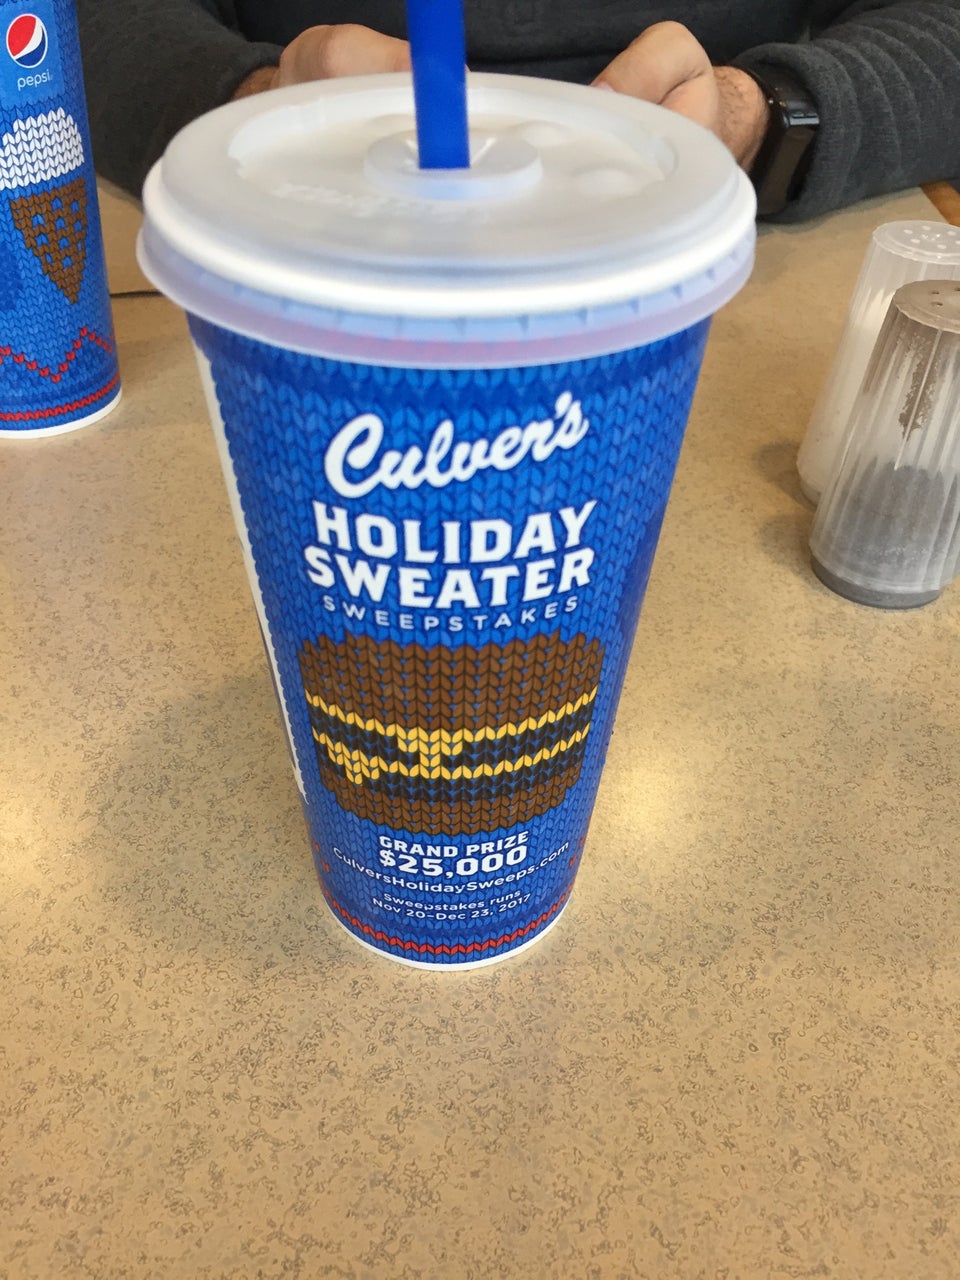 pepsi
Culver's
HOLIDAY
SWEATER
SWEEPSTAKES
GRAND PRIZE
$25,000
CulversHolidaySweeps.com
Sweepstakes runs
Nov 20-Dec 23, 2017